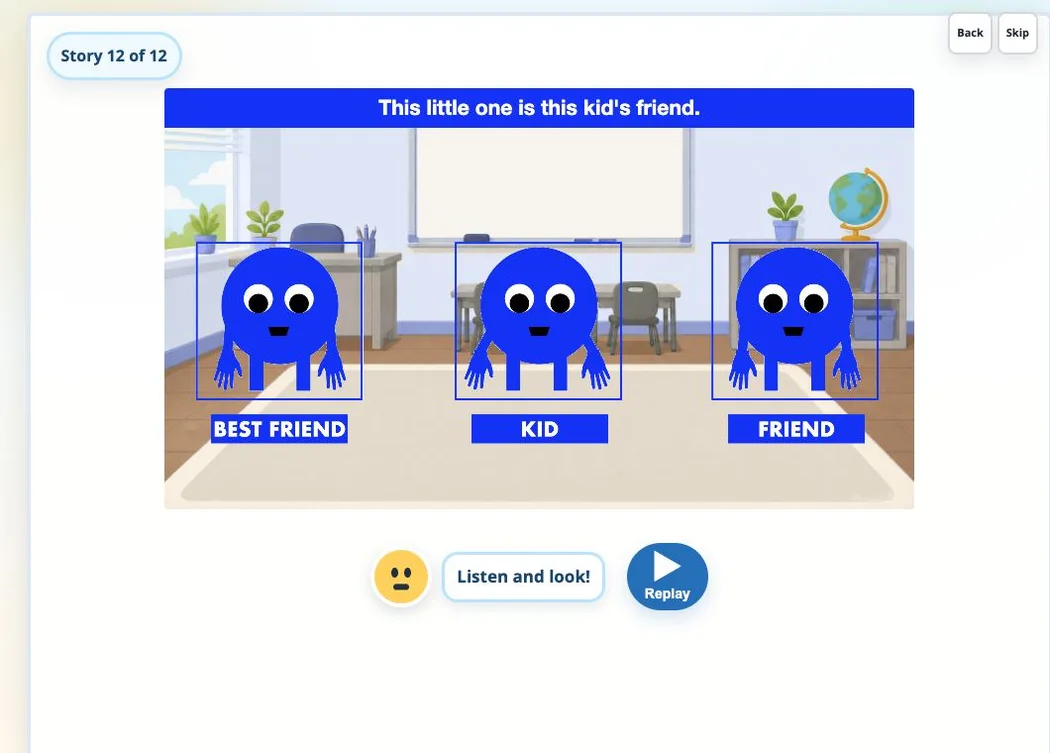 Back
Skip
Story 12 of 12
This little one is this kid's friend.
BEST FRIEND
KID
FRIEND
Listen and look!
Replay